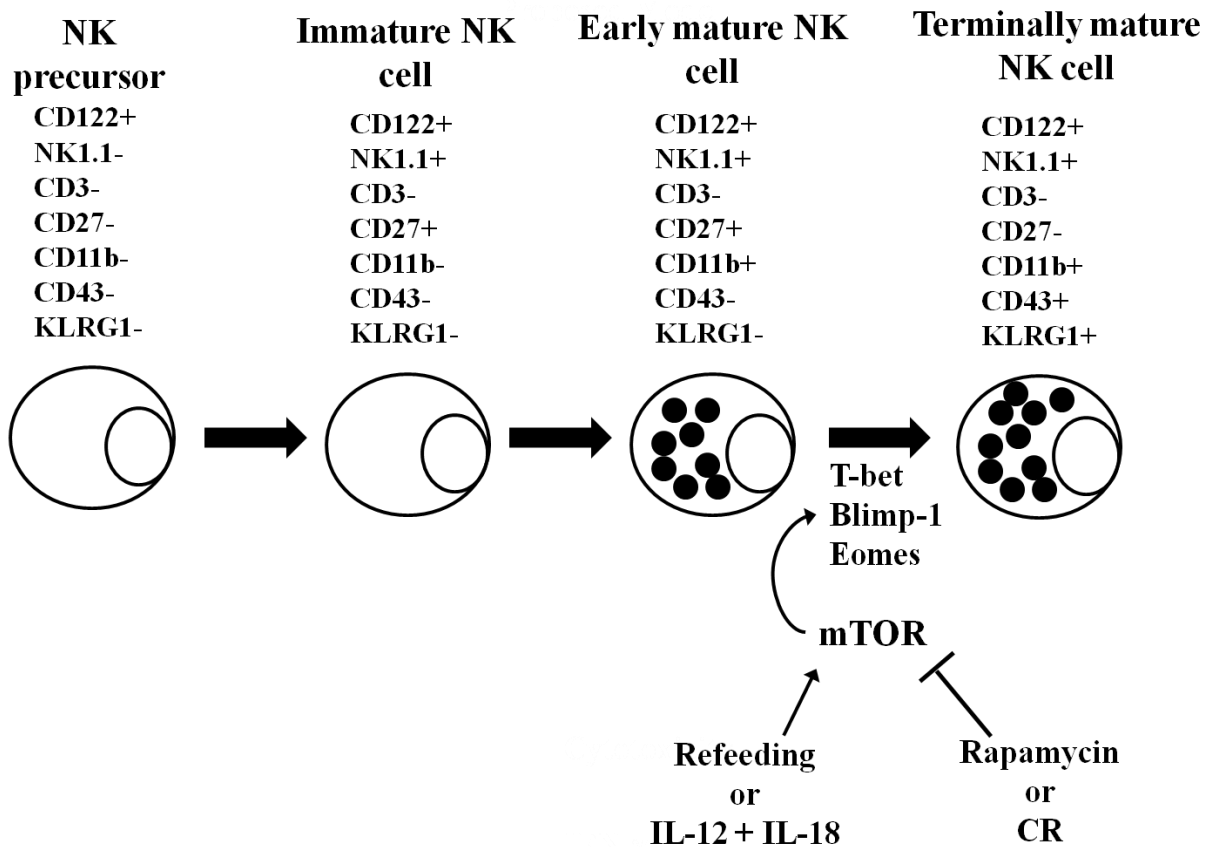 NK
precursor
CD122+
NK1.1-
CD3-
CD27-
CD11b-
CD43-
KLRG1-
Immature NK
cell
CD122+
NK1.1+
CD3-
CD27+
CD11b-
CD43-
KLRG1-
Early mature NK
cell
CD122+
NK1.1+
CD3-
CD27+
CD11b+
CD43-
KLRG1-
Terminally mature
NK cell
CD122+
NK1.1+
CD3-
CD27-
CD11b+
CD43+
KLRG1+
T-bet
Blimp-1
Eomes
mTOR
Refeeding
or
IL-12 + IL-18
Rapamycin
or
CR